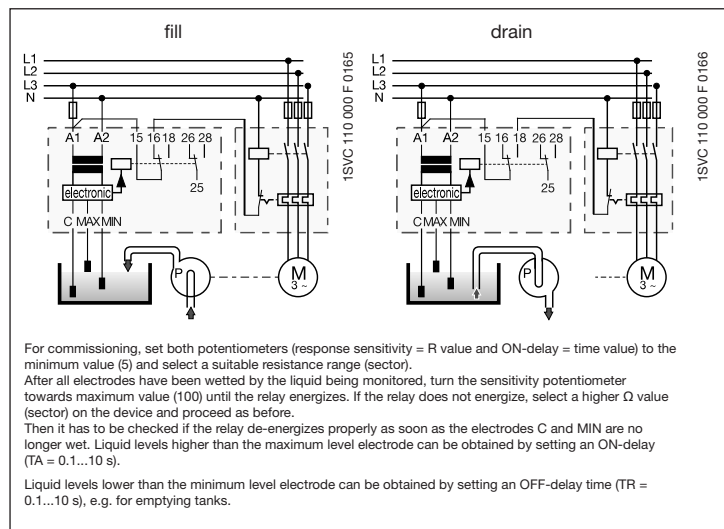 fill
drain
L1
L2
L3
N
L1
L2
L3
N
1SVC 110 000 F 0165
1SVC 110 000 F 0166
A1 A2 15 16 18 26 28
A1 A2 15 16 18 26 28
25
25
electronic
electronic
C MAX MIN
C MAX MIN
P
M
3 ~
P
M
3 ~
For commissioning, set both potentiometers (response sensitivity = R value and ON-delay = time value) to the
minimum value (5) and select a suitable resistance range (sector).
After all electrodes have been wetted by the liquid being monitored, turn the sensitivity potentiometer
towards maximum value (100) until the relay energizes. If the relay does not energize, select a higher Ω value
(sector) on the device and proceed as before.
Then it has to be checked if the relay de-energizes properly as soon as the electrodes C and MIN are no
longer wet. Liquid levels higher than the maximum level electrode can be obtained by setting an ON-delay
(TA = 0.1...10 s).
Liquid levels lower than the minimum level electrode can be obtained by setting an OFF-delay time (TR =
0.1...10 s), e.g. for emptying tanks.